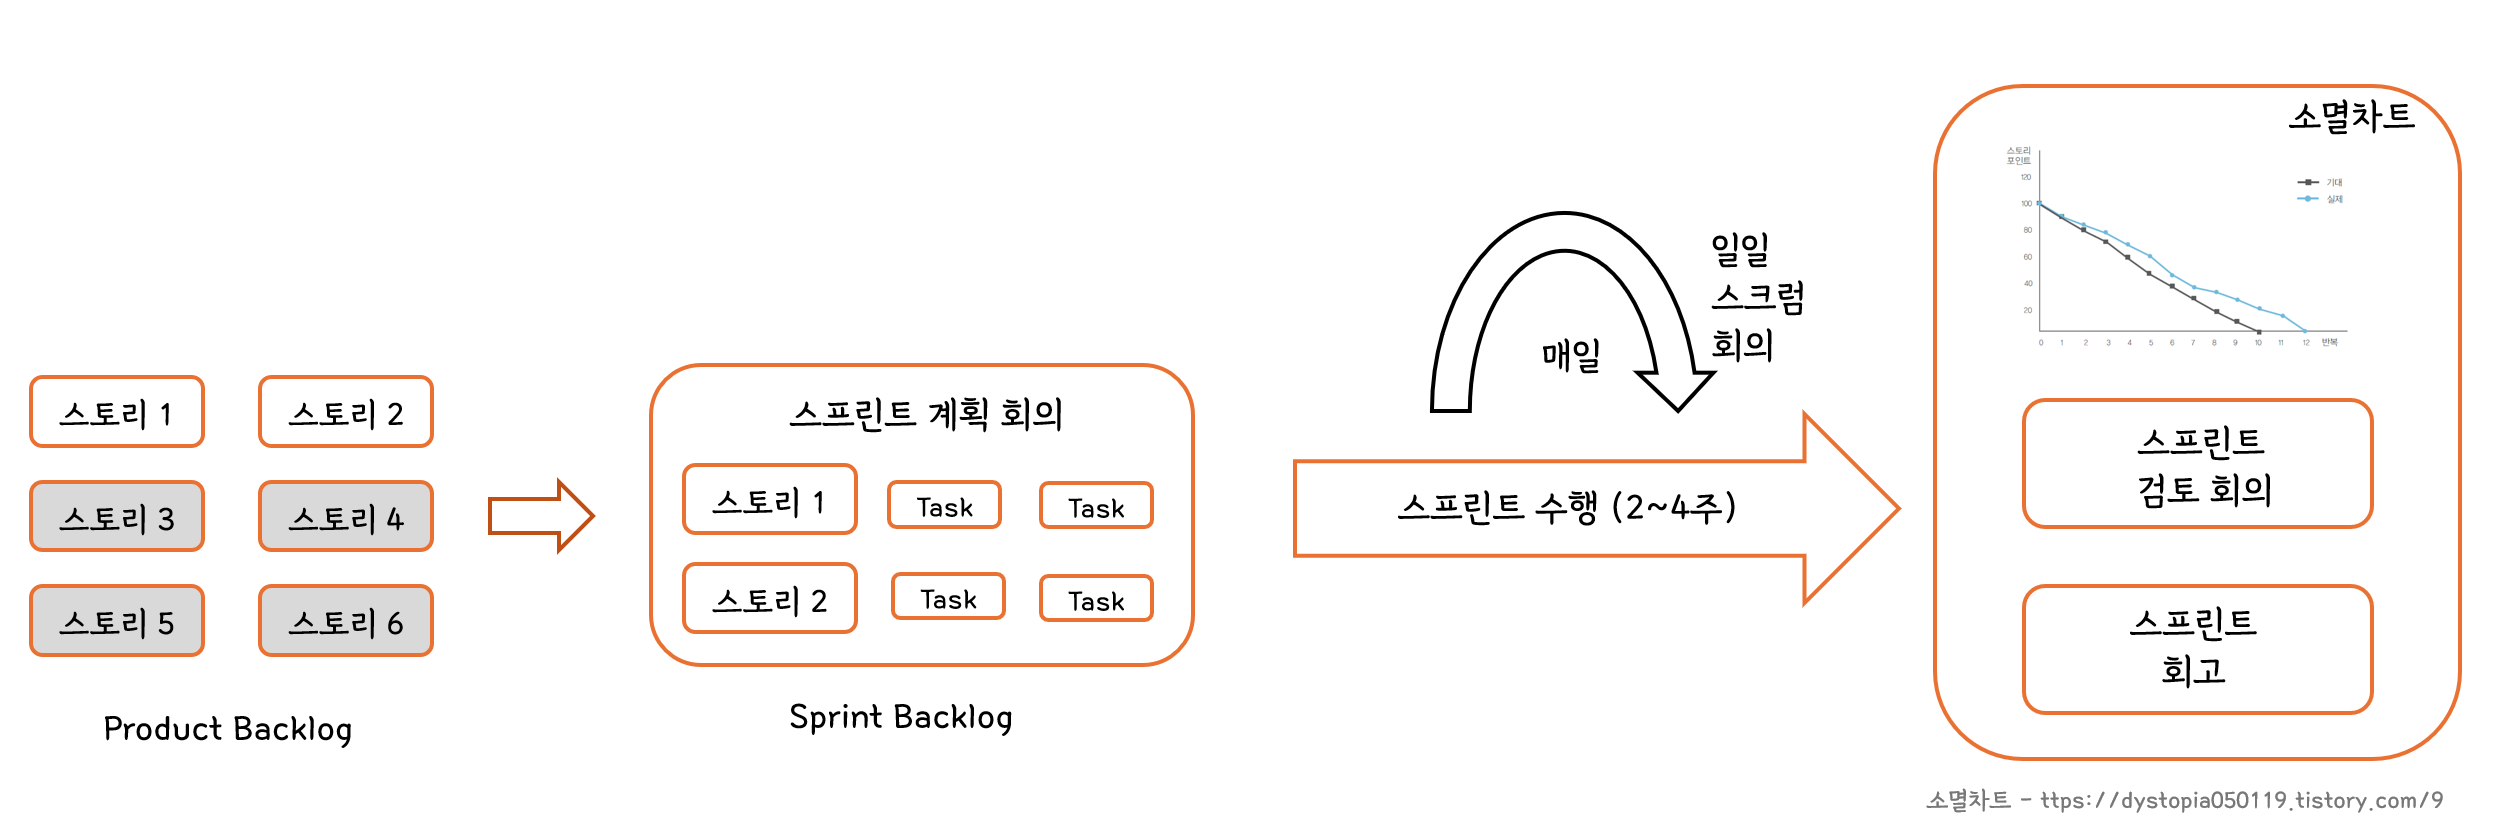 스토리 1
스토리 2
스토리 3
스토리 4
스토리 5
스토리 6
Product Backlog
스프린트 계획 회의
스토리 1
Task
Task
스토리 2
Task
Task
Sprint Backlog
매일
일일
스크럼
회의
스프린트 수행 (2~4주)
소멸차트
스토리
포인트
120
100
80
60
40
20
기대
실제
0 1 2 3 4 5 6 7 8 9 10 11 12 반복
스프린트
검토 회의
스프린트
회고
소멸차트 - ttps://dystopia050119.tistory.com/9